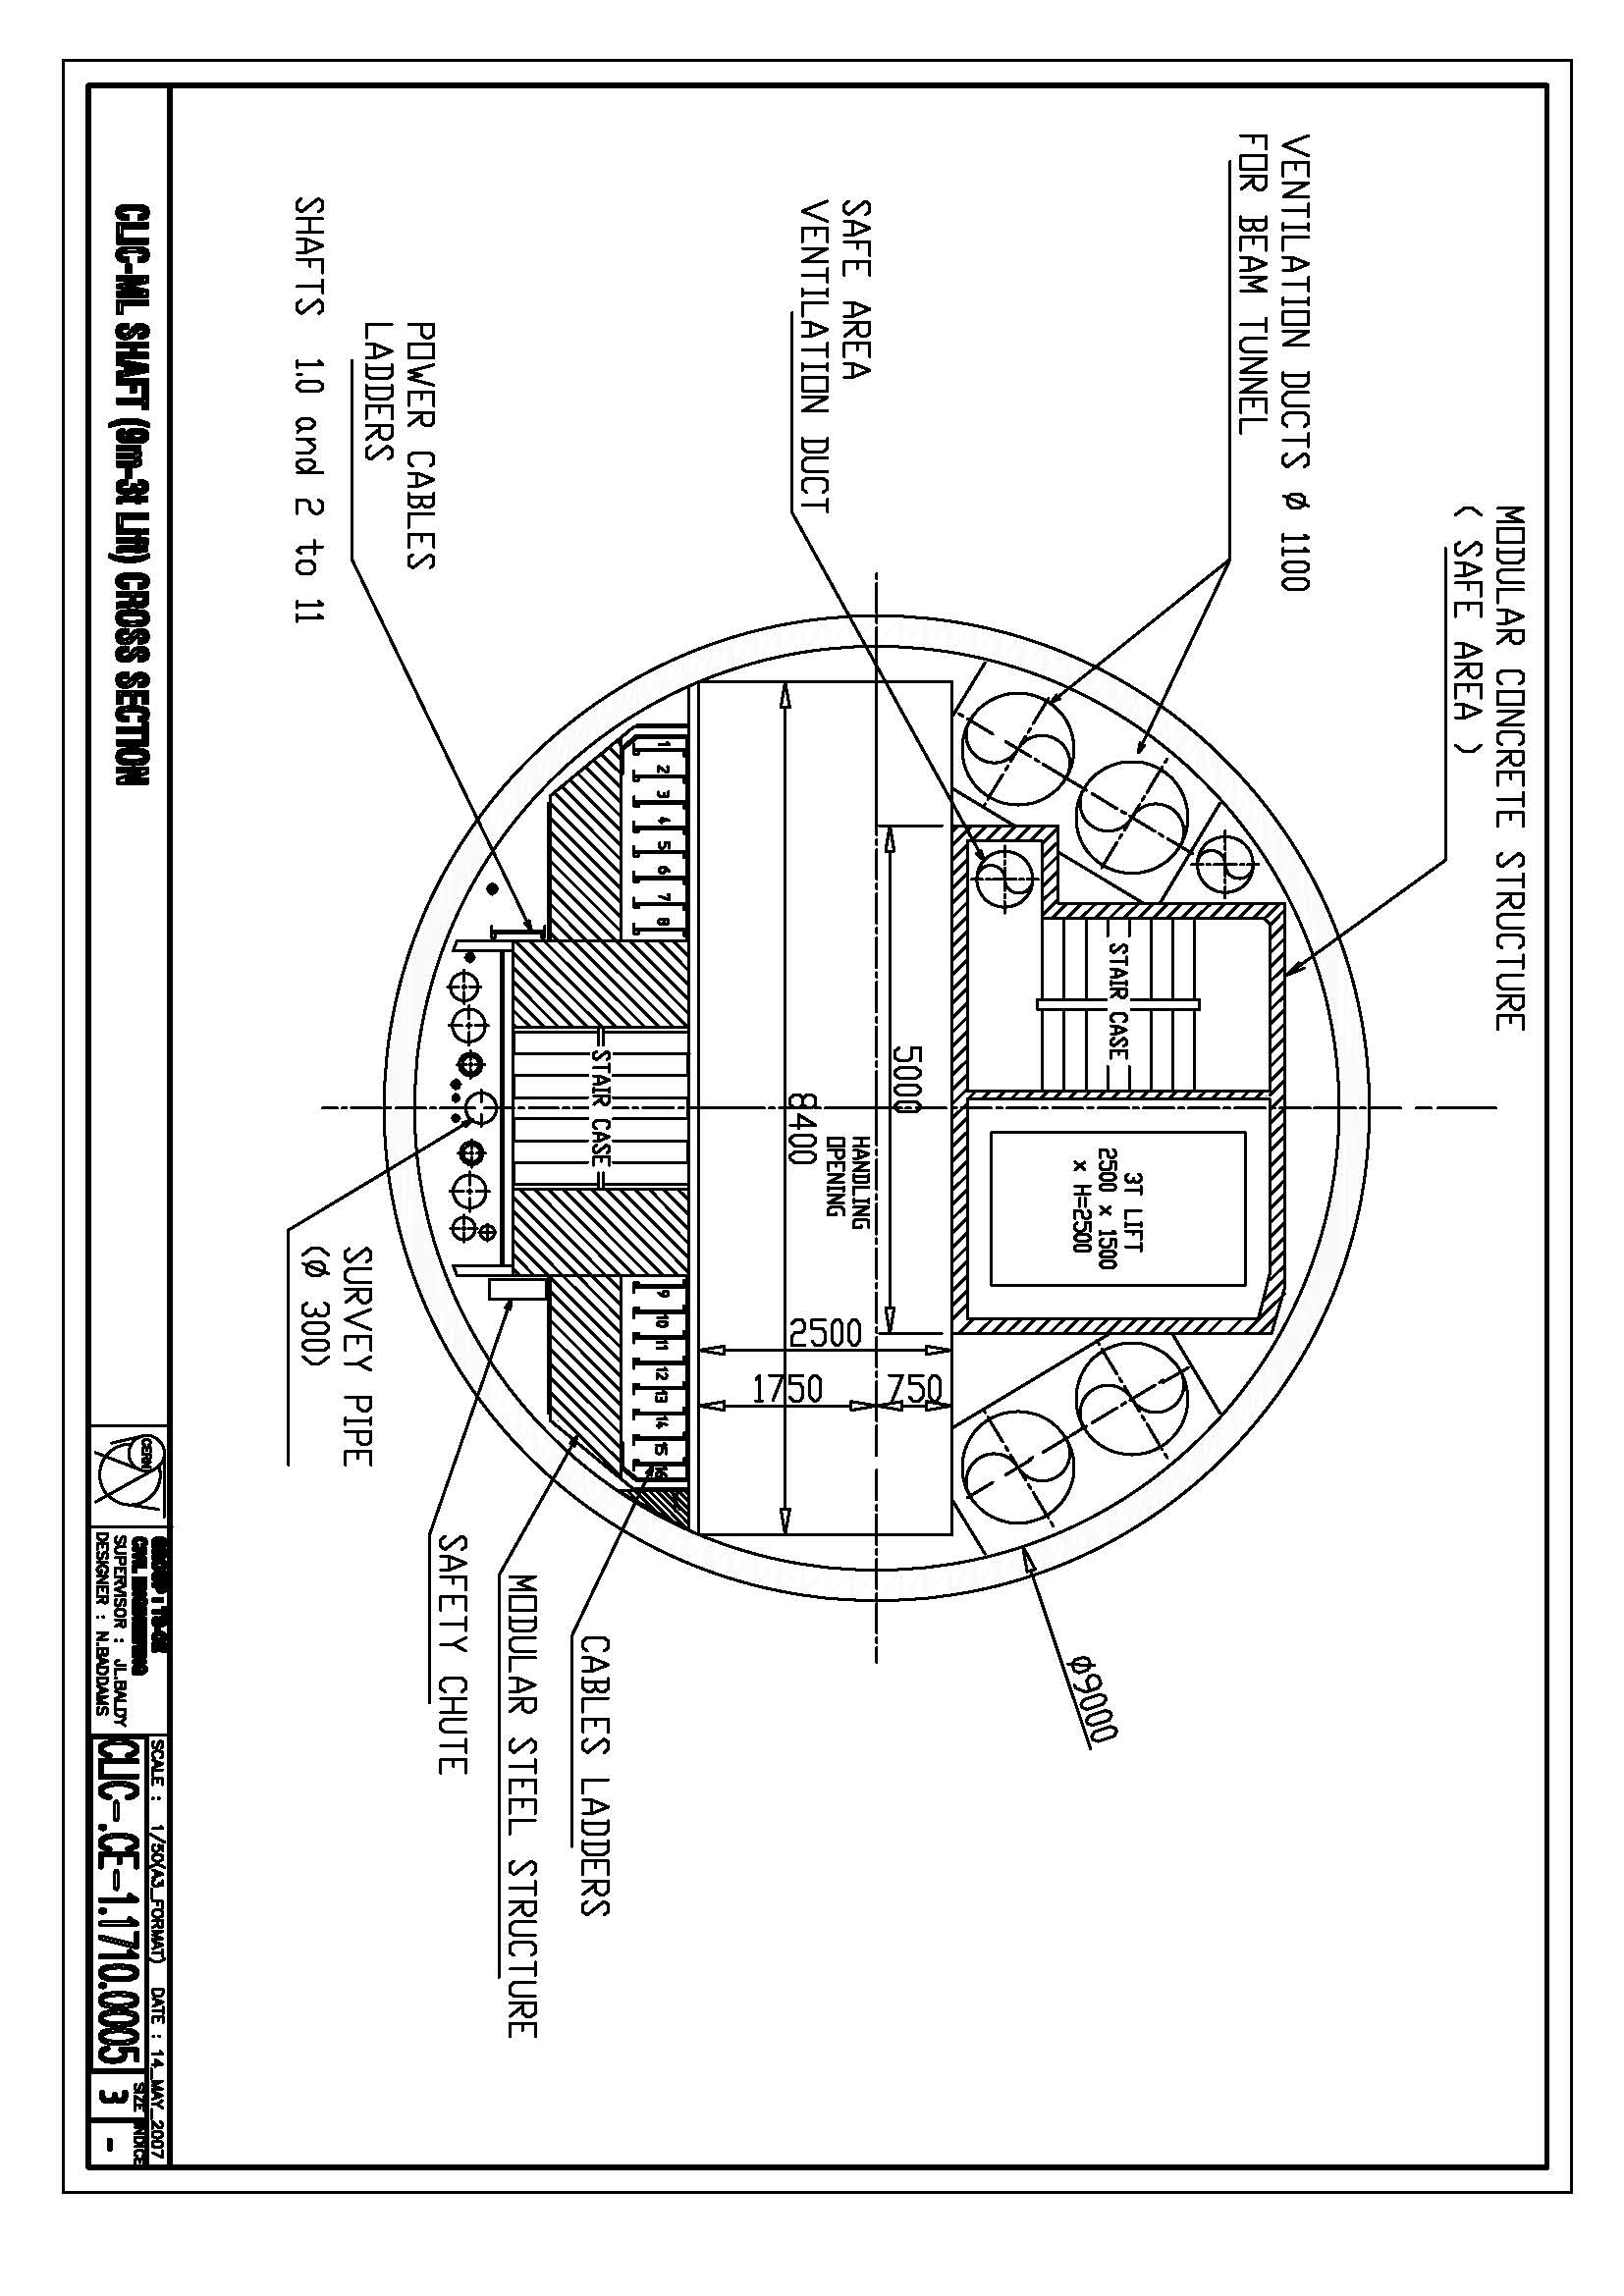 MODULAR CONCRETE STRUCTURE
( SAFE AREA )
VENTILATION DUCTS ø 1100
FOR BEAM TUNNEL
SAFE AREA
VENTILATION DUCT
POWER CABLES
LADDERS
SHAFTS 1.0 and 2 to 11
STAIR CASE
3T LIFT
2500 x 1500
x H=2500
5000
HANDLING
OPENING
8400
2500
1750
750
ø9000
1
2
3
4
5
6
7
8
STAIR CASE
9
10
11
12
13
14
15
16
SURVEY PIPE
(ø 300)
CABLES LADDERS
MODULAR STEEL STRUCTURE
SAFETY CHUTE
CLIC-ML SHAFT (9m-3t Lift) CROSS SECTION
CERN
GROUP : TS-CE
CIVIL ENGINEERING
SUPERVISOR : JL.BALDY
DESIGNER : N.BADDAMS
SCALE : 1/50(A3_FORMAT) DATE : 14_MAY_2007
CLIC-.CE-1.1710.0005
SIZE
3
INDICE
-